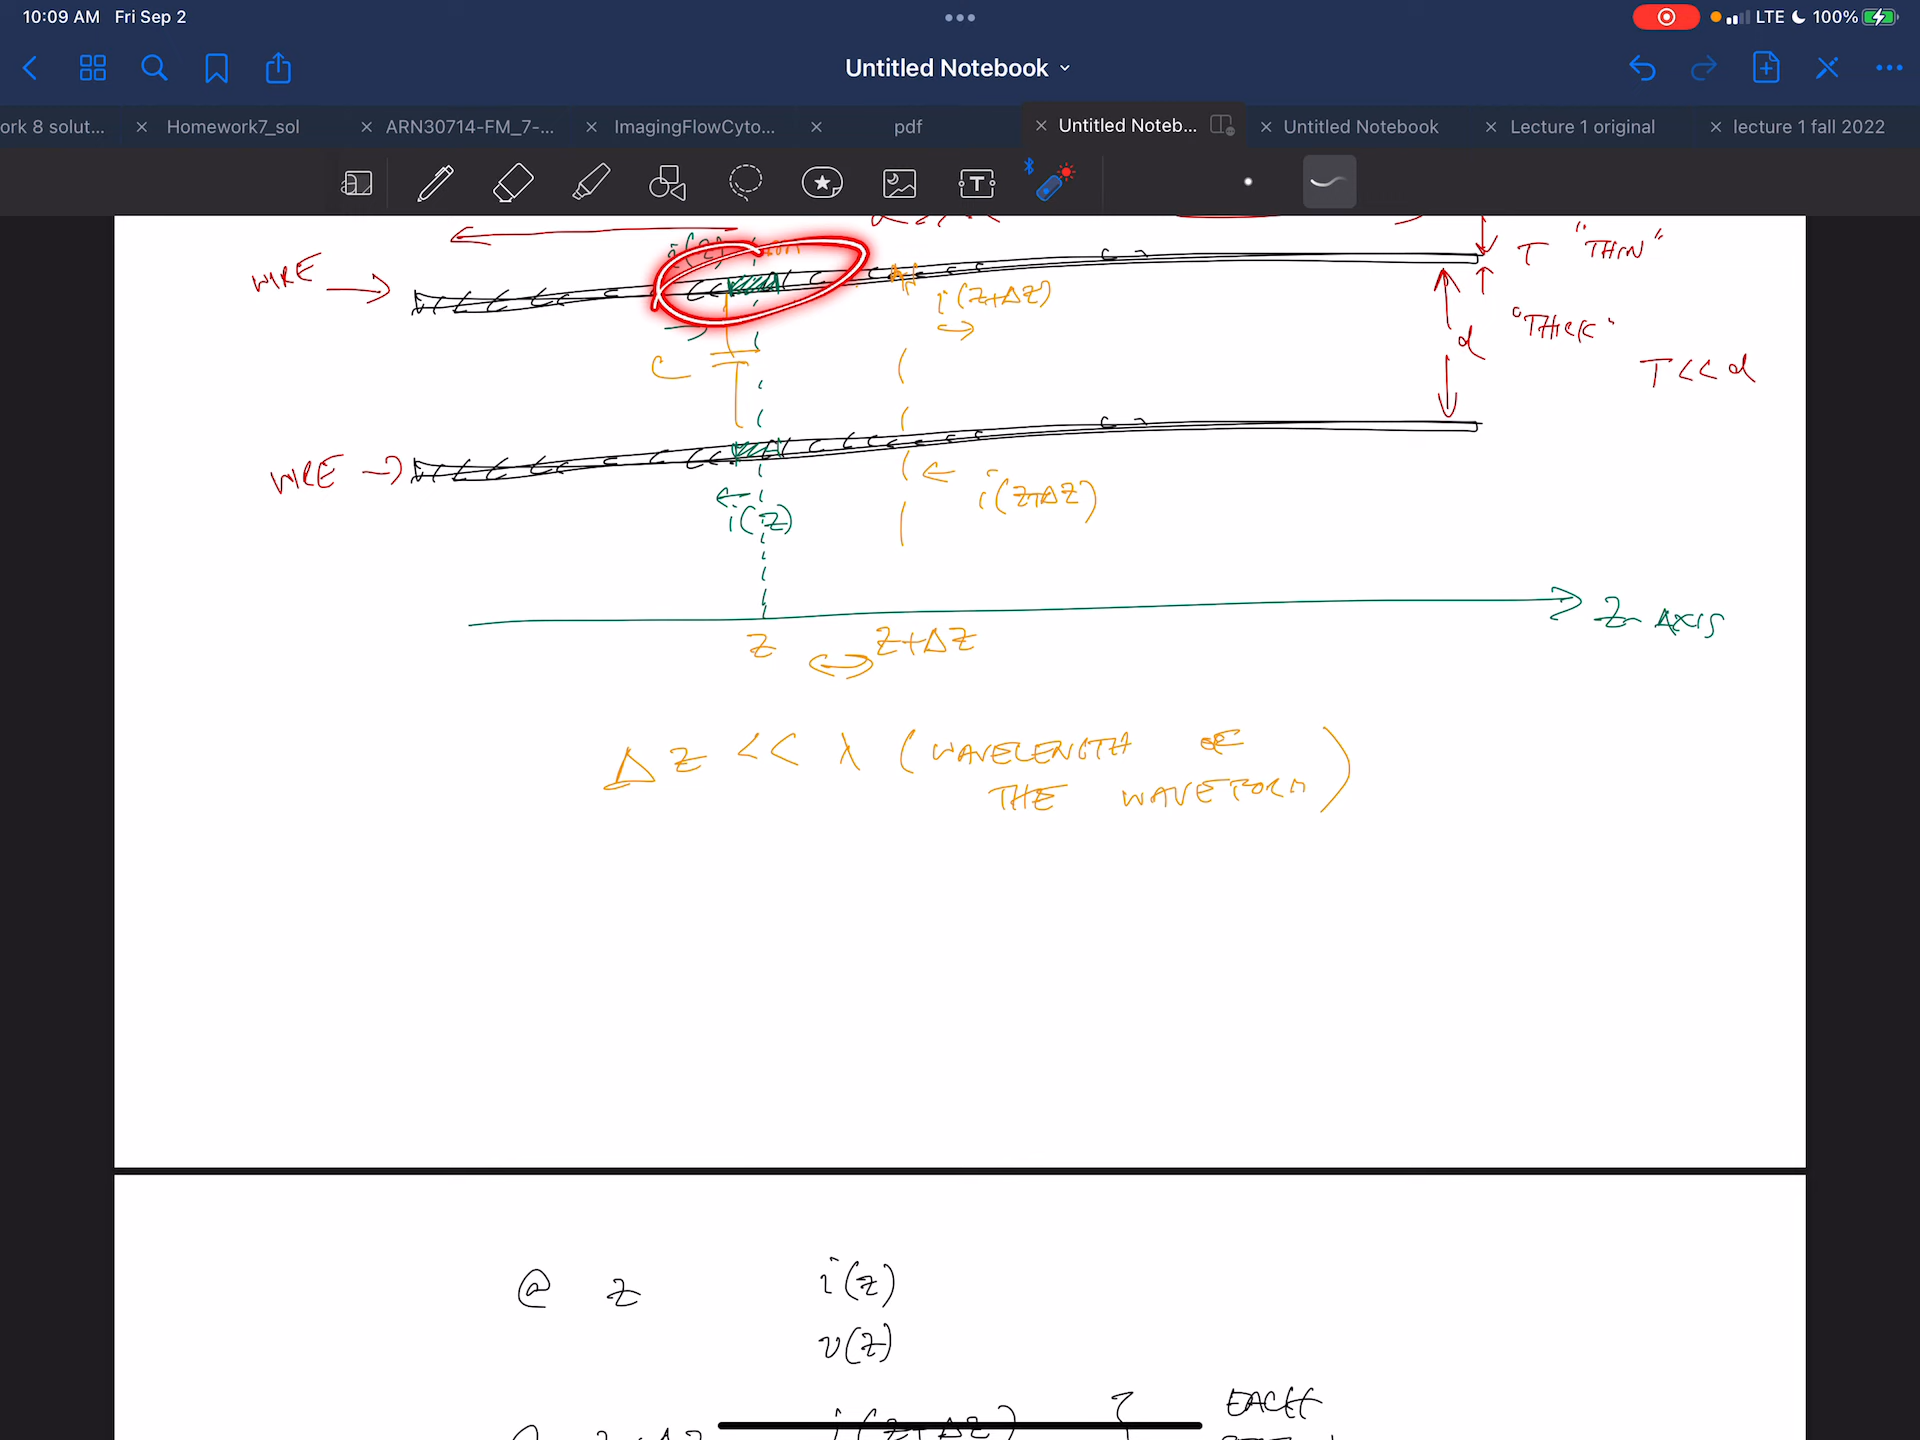 10:09 AM Fri Sep 2
LTE 100%
Untitled Notebook
ork 8 solut...
Homework7_sol
ARN30714-FM_7-...
ImagingFlowCyto...
pdf
Untitled Noteb...
Untitled Notebook
Lecture 1 original
lecture 1 fall 2022
WIRE
i(z)
i(z+Δz)
T "THIN"
"THICK"
d
T<<d
C
WIRE
i(z)
i(z+Δz)
z
z+Δz
Z-AXIS
Δz << λ (WAVELENGTH OF
THE WAVEFORM)
@ z i(z)
v(z)
i(z+Δz)
EACH